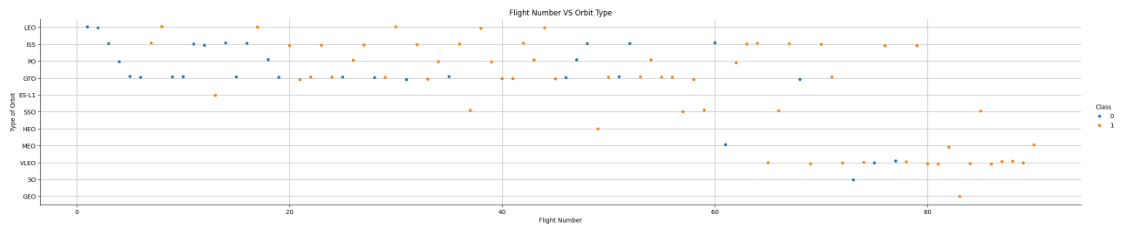 Flight Number VS Orbit Type
Type of Orbit
LEO
ISS
PO
GTO
ES-L1
SSO
HEO
MEO
VLEO
SO
GEO
0 20 40 60 80
Flight Number
Class
0
1